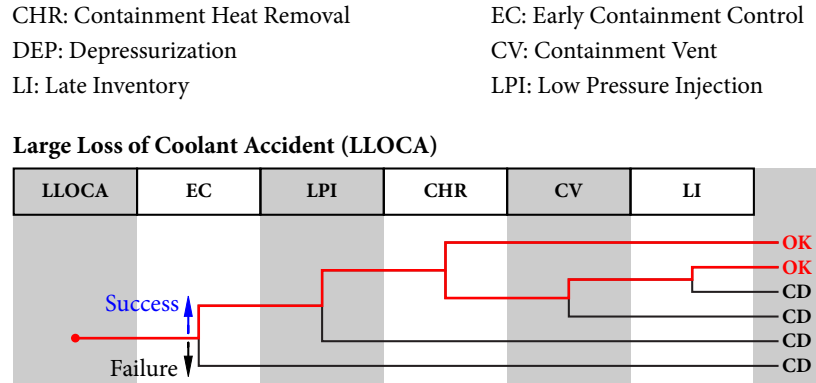 CHR: Containment Heat Removal EC: Early Containment Control
DEP: Depressurization CV: Containment Vent
LI: Late Inventory LPI: Low Pressure Injection
Large Loss of Coolant Accident (LLOCA)
LLOCA EC LPI CHR CV LI
OK
OK
CD
Success
CD
CD
Failure CD